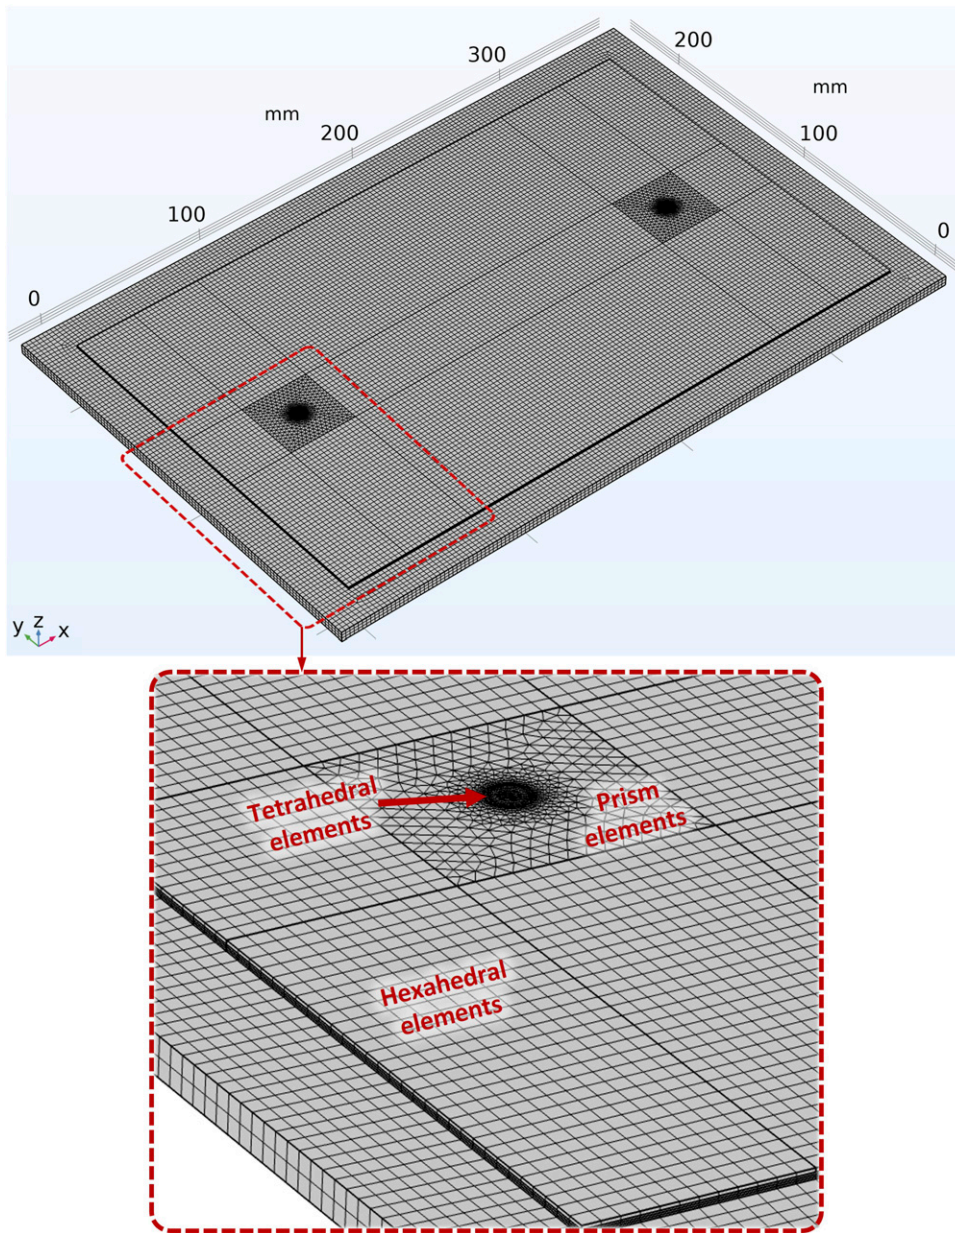 300
200
mm
mm
200
100
100
0
0
y z x
Tetrahedral
elements
Prism
elements
Hexahedral
elements